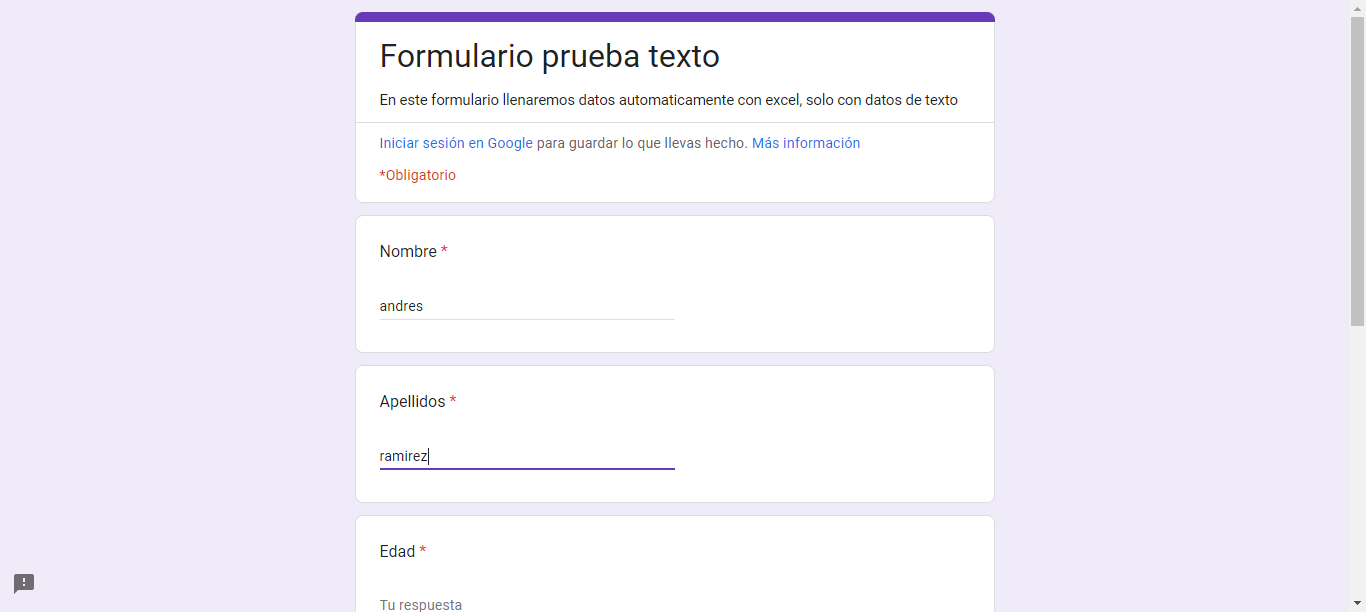 Formulario prueba texto
En este formulario llenaremos datos automaticamente con excel, solo con datos de texto
Iniciar sesión en Google para guardar lo que llevas hecho. Más información
*Obligatorio
Nombre *
andres
Apellidos *
ramirez
Edad *
Tu respuesta